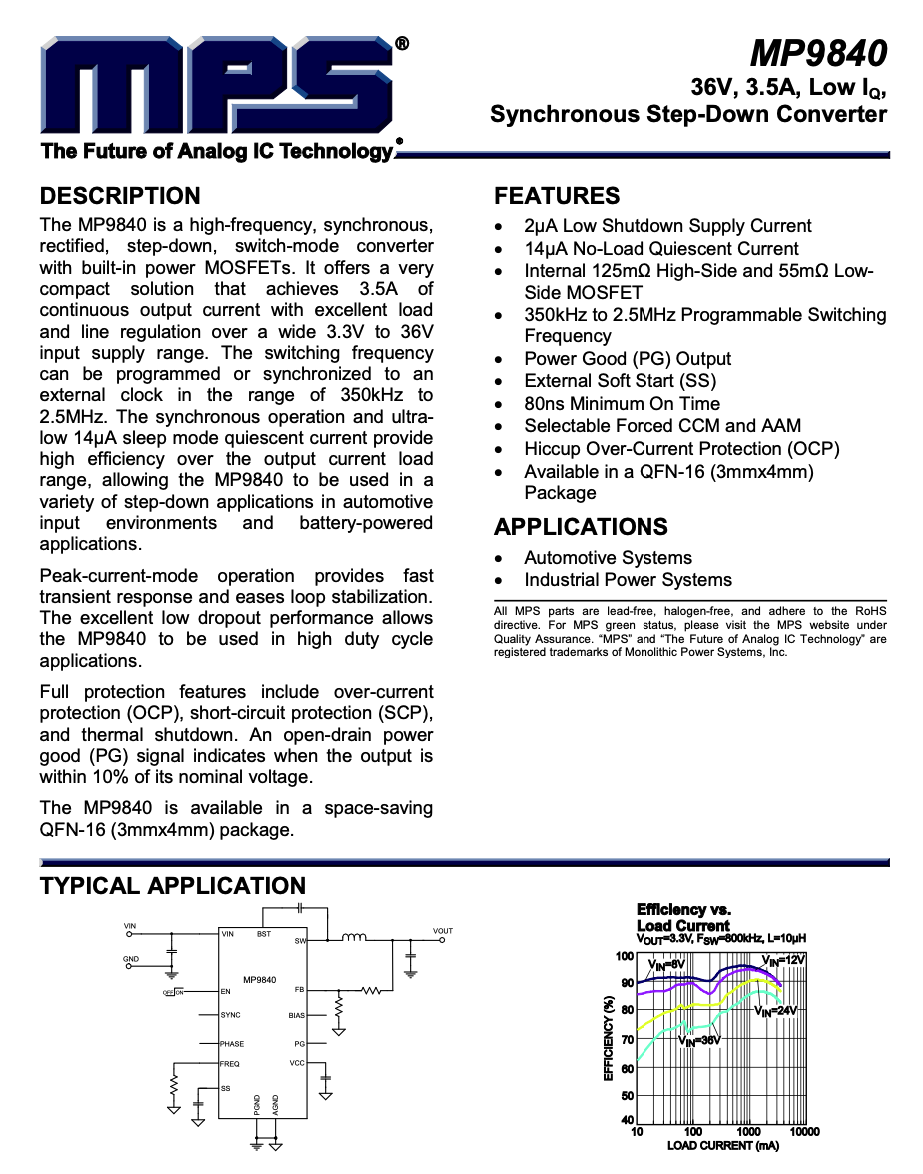 MPS®
The Future of Analog IC Technology®
MP9840
36V, 3.5A, Low IQ,
Synchronous Step-Down Converter
DESCRIPTION
The MP9840 is a high-frequency, synchronous,
rectified, step-down, switch-mode converter
with built-in power MOSFETs. It offers a very
compact solution that achieves 3.5A of
continuous output current with excellent load
and line regulation over a wide 3.3V to 36V
input supply range. The switching frequency
can be programmed or synchronized to an
external clock in the range of 350kHz to
2.5MHz. The synchronous operation and ultra-
low 14µA sleep mode quiescent current provide
high efficiency over the output current load
range, allowing the MP9840 to be used in a
variety of step-down applications in automotive
input environments and battery-powered
applications.
Peak-current-mode operation provides fast
transient response and eases loop stabilization.
The excellent low dropout performance allows
the MP9840 to be used in high duty cycle
applications.
Full protection features include over-current
protection (OCP), short-circuit protection (SCP),
and thermal shutdown. An open-drain power
good (PG) signal indicates when the output is
within 10% of its nominal voltage.
The MP9840 is available in a space-saving
QFN-16 (3mmx4mm) package.
FEATURES
• 2µA Low Shutdown Supply Current
• 14µA No-Load Quiescent Current
• Internal 125mΩ High-Side and 55mΩ Low-
Side MOSFET
• 350kHz to 2.5MHz Programmable Switching
Frequency
• Power Good (PG) Output
• External Soft Start (SS)
• 80ns Minimum On Time
• Selectable Forced CCM and AAM
• Hiccup Over-Current Protection (OCP)
• Available in a QFN-16 (3mmx4mm)
Package
APPLICATIONS
• Automotive Systems
• Industrial Power Systems
All MPS parts are lead-free, halogen-free, and adhere to the RoHS
directive. For MPS green status, please visit the MPS website under
Quality Assurance. “MPS” and “The Future of Analog IC Technology” are
registered trademarks of Monolithic Power Systems, Inc.
TYPICAL APPLICATION
VIN
GND
OFF ON
VIN
BST
SW
VOUT
MP9840
EN
FB
SYNC
BIAS
PHASE
PG
FREQ
VCC
SS
PGND
AGND
Efficiency vs.
Load Current
VOUT=3.3V, FSW=800kHz, L=10µH
EFFICIENCY (%)
100
90
80
70
60
50
40
VIN=8V
VIN=12V
VIN=24V
VIN=36V
10
100
1000
10000
LOAD CURRENT (mA)